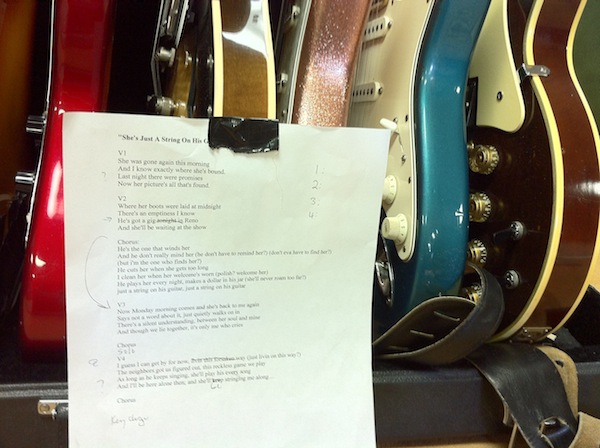 "She's Just A String On His G
V1
She was gone again this morning
And I know exactly where she's bound.
1.
? Last night there were promises
2.
Now her picture's all that's found.
V2
3.
Where her boots were laid at midnight
4.
There's an emptiness I know
He's got a gig tonight in Reno
And she'll be waiting at the show
Chorus:
He's the one that winds her
And he don't really mind her (he don't have to remind her?) (don't eva have to find her?)
(but i'm the one who finds her?)
He cuts her when she gets too long
I clean her when her welcome's worn (polish? welcome her)
He plays her every night, makes a dollar in his jar (she'll never roam too far?)
just a string on his guitar, just a string on his guitar
V3
Now Monday morning comes and she's back to me again
Says not a word about it, just quietly walks on in
There's a silent understanding, between her soul and mine
And though we lie together, it's only me who cries
Chorus
Solo
V4
I guess I can get by for now, livin this forsaken way (just livin on this way?)
The neighbors got us figured out, this reckless game we play
? As long as he keeps singing, she'll play his every song
And I'll be here alone then, and she'll keep stringing me along...
Chorus
Key change